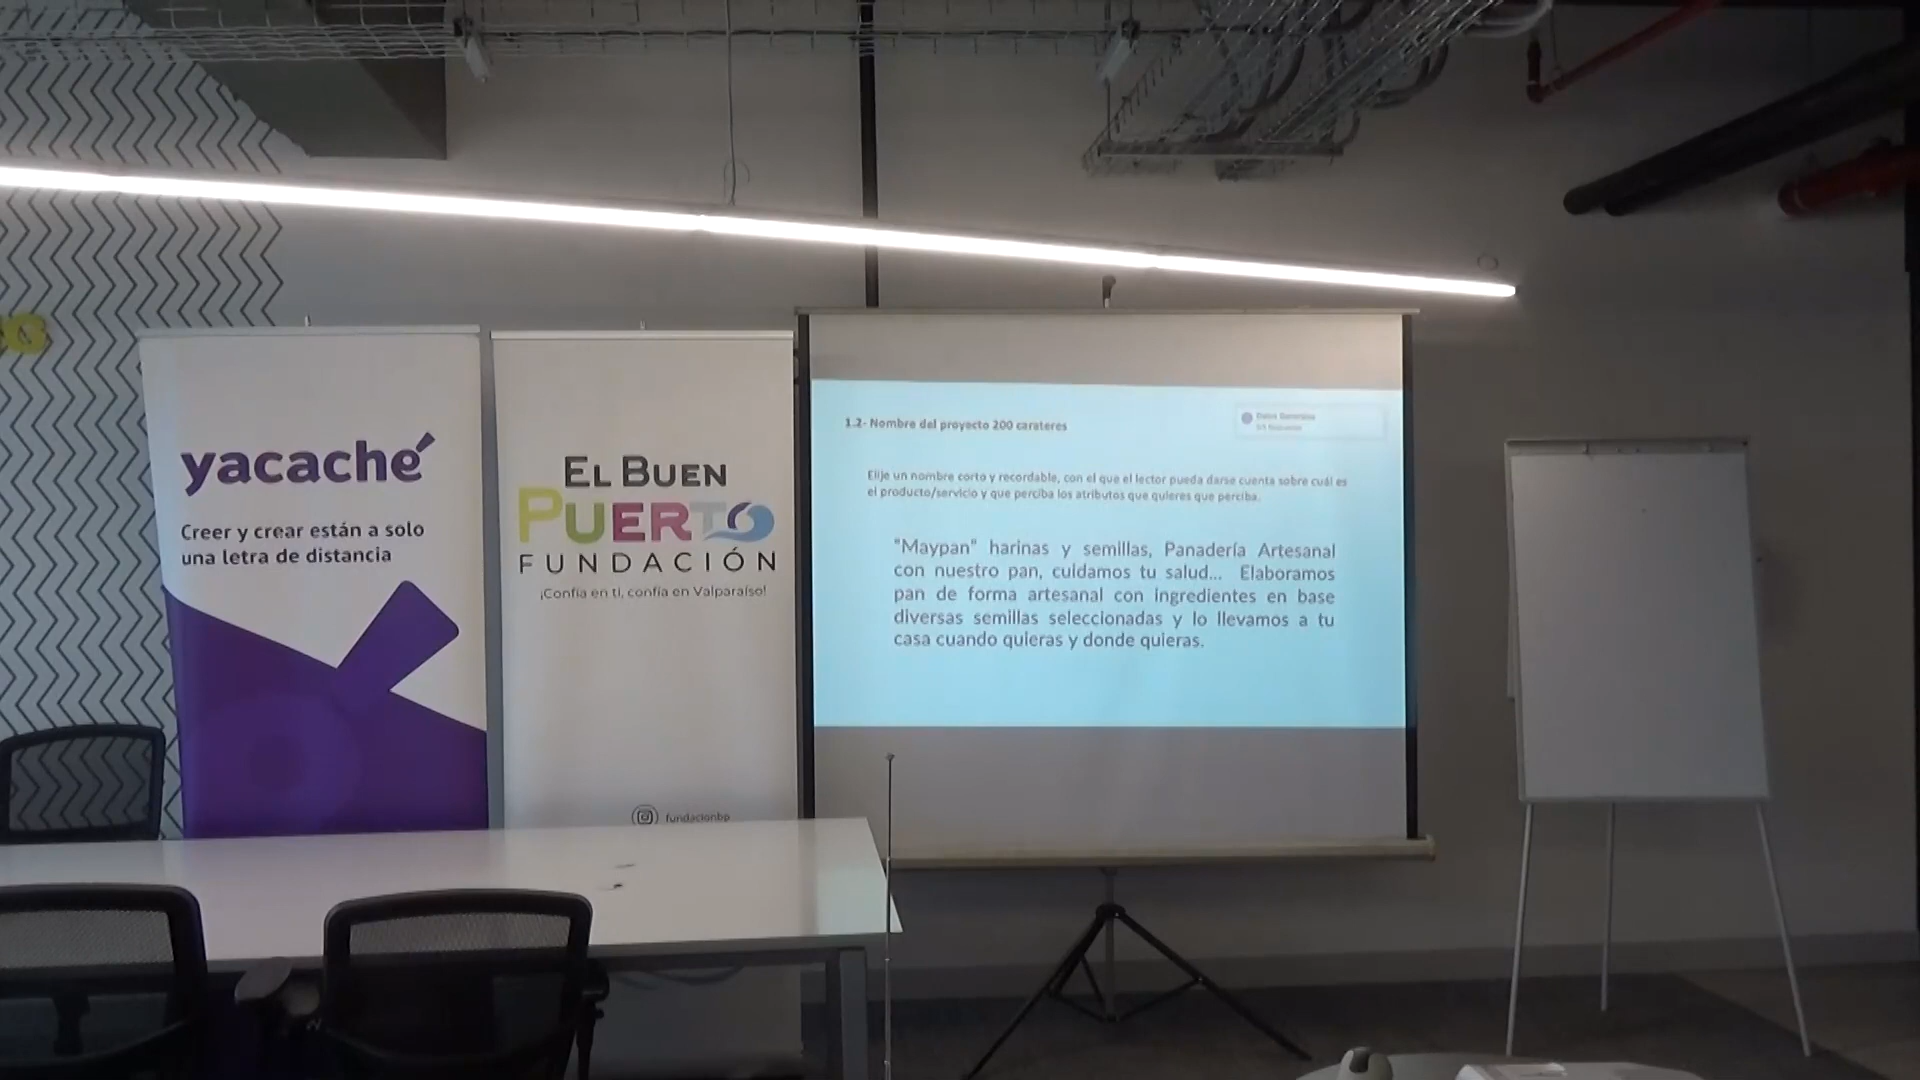 yacaché
Creer y crear están a solo
una letra de distancia
EL BUEN
PUERTO
FUNDACIÓN
¡Confía en ti, confía en Valparaíso!
fundacionbp
1.2- Nombre del proyecto 200 carateres
Elije un nombre corto y recordable, con el que el lector pueda darse cuenta sobre cuál es
el producto/servicio y que perciba los atributos que quieres que perciba.
"Maypan" harinas y semillas, Panadería Artesanal
con nuestro pan, cuidamos tu salud... Elaboramos
pan de forma artesanal con ingredientes en base
diversas semillas seleccionadas y lo llevamos a tu
casa cuando quieras y donde quieras.